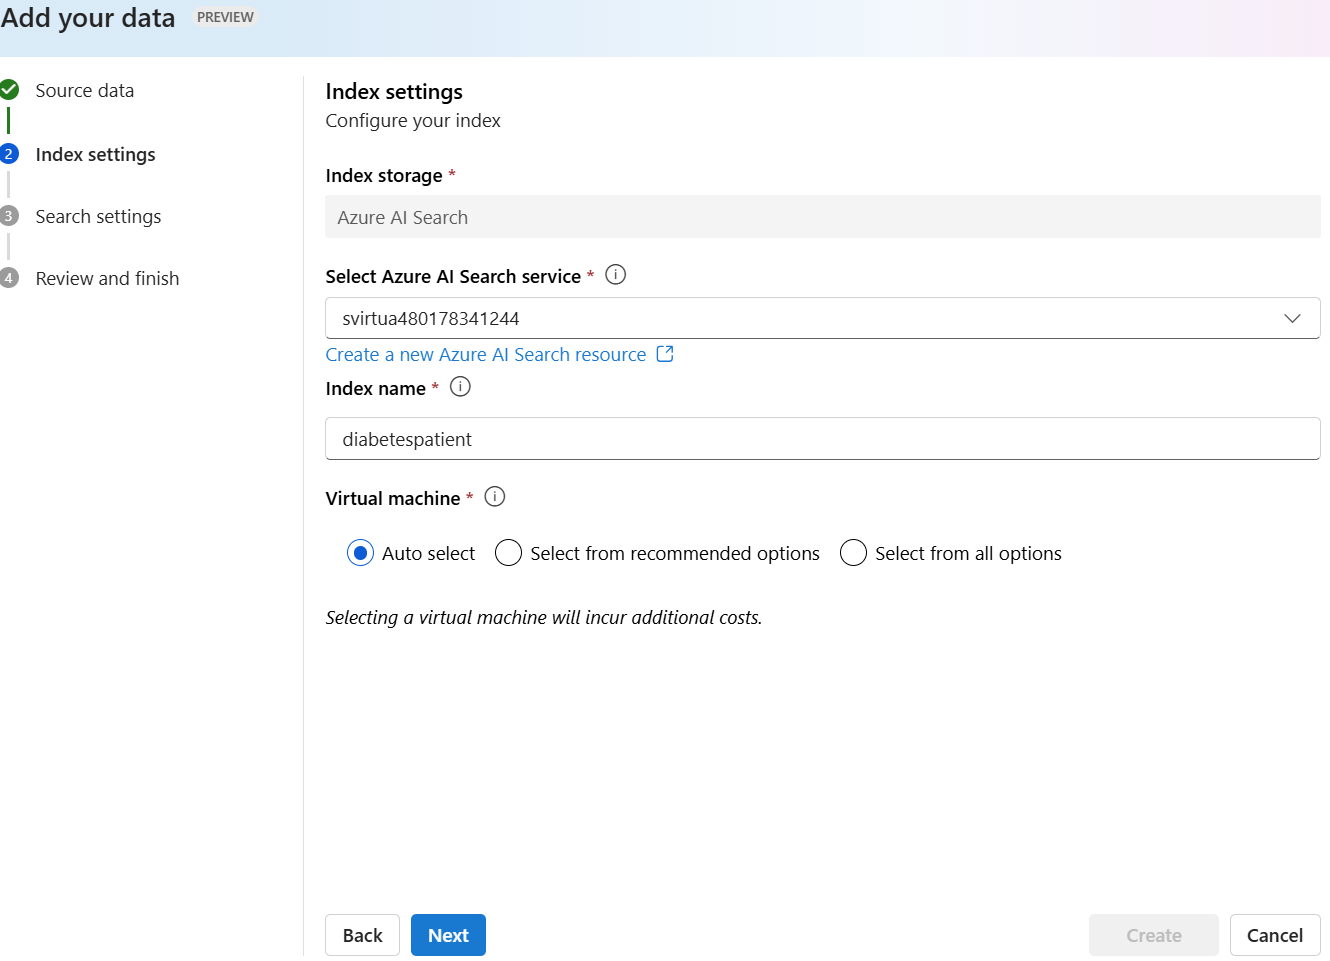 Add your data PREVIEW
Source data
2 Index settings
3 Search settings
4 Review and finish
Index settings
Configure your index
Index storage *
Azure AI Search
Select Azure AI Search service *
svirtua480178341244
Create a new Azure AI Search resource
Index name *
diabetespatient
Virtual machine *
Auto select Select from recommended options Select from all options
Selecting a virtual machine will incur additional costs.
Back Next Create Cancel